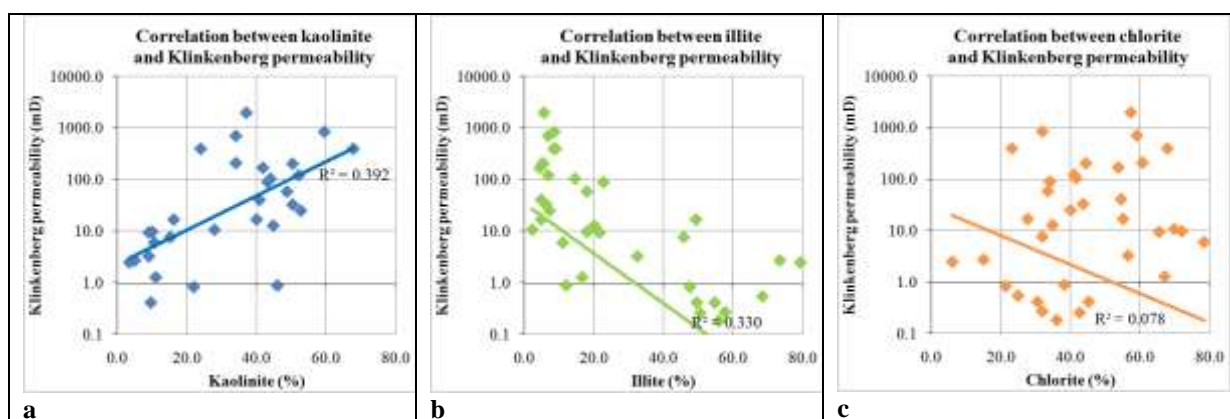 Correlation between kaolinite
and Klinkenberg permeability
Klinkenberg permeability (mD)
10000.0
1000.0
100.0
10.0
1.0
0.1
R² = 0.392
0.0 20.0 40.0 60.0 80.0
Kaolinite (%)
a
Correlation between illite
and Klinkenberg permeability
Klinkenberg permeability (mD)
10000.0
1000.0
100.0
10.0
1.0
0.1
R² = 0.330
0.0 20.0 40.0 60.0 80.0
Illite (%)
b
Correlation between chlorite
and Klinkenberg permeability
Klinkenberg permeability (mD)
10000.0
1000.0
100.0
10.0
1.0
0.1
R² = 0.078
0.0 20.0 40.0 60.0 80.0
Chlorite (%)
c